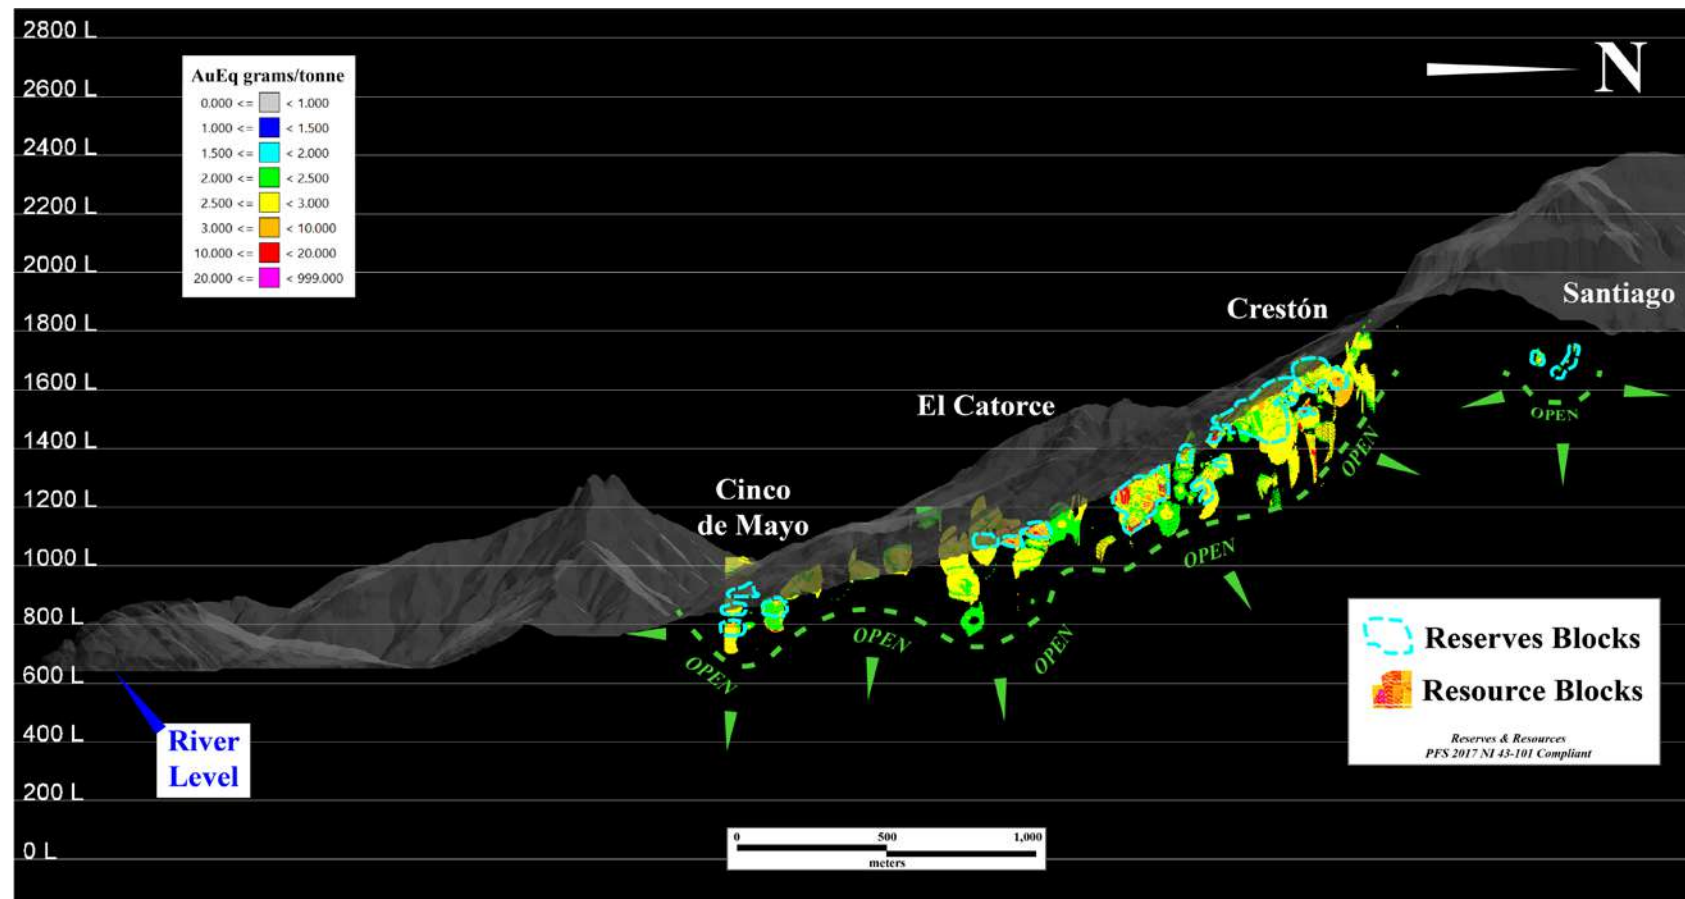 2800 L
2600 L
2400 L
2200 L
2000 L
1800 L
1600 L
1400 L
1200 L
1000 L
800 L
600 L
400 L
200 L
0 L
AuEq grams/tonne
0.000 <= < 1.000
1.000 <= < 1.500
1.500 <= < 2.000
2.000 <= < 2.500
2.500 <= < 3.000
3.000 <= < 10.000
10.000 <= < 20.000
20.000 <= < 999.000
N
Santiago
Crestón
El Catorce
Cinco
de Mayo
OPEN
OPEN
OPEN
OPEN
OPEN
OPEN
River
Level
Reserves Blocks
Resource Blocks
Reserves & Resources
PFS 2017 NI 43-101 Compliant
0 500 1,000
meters